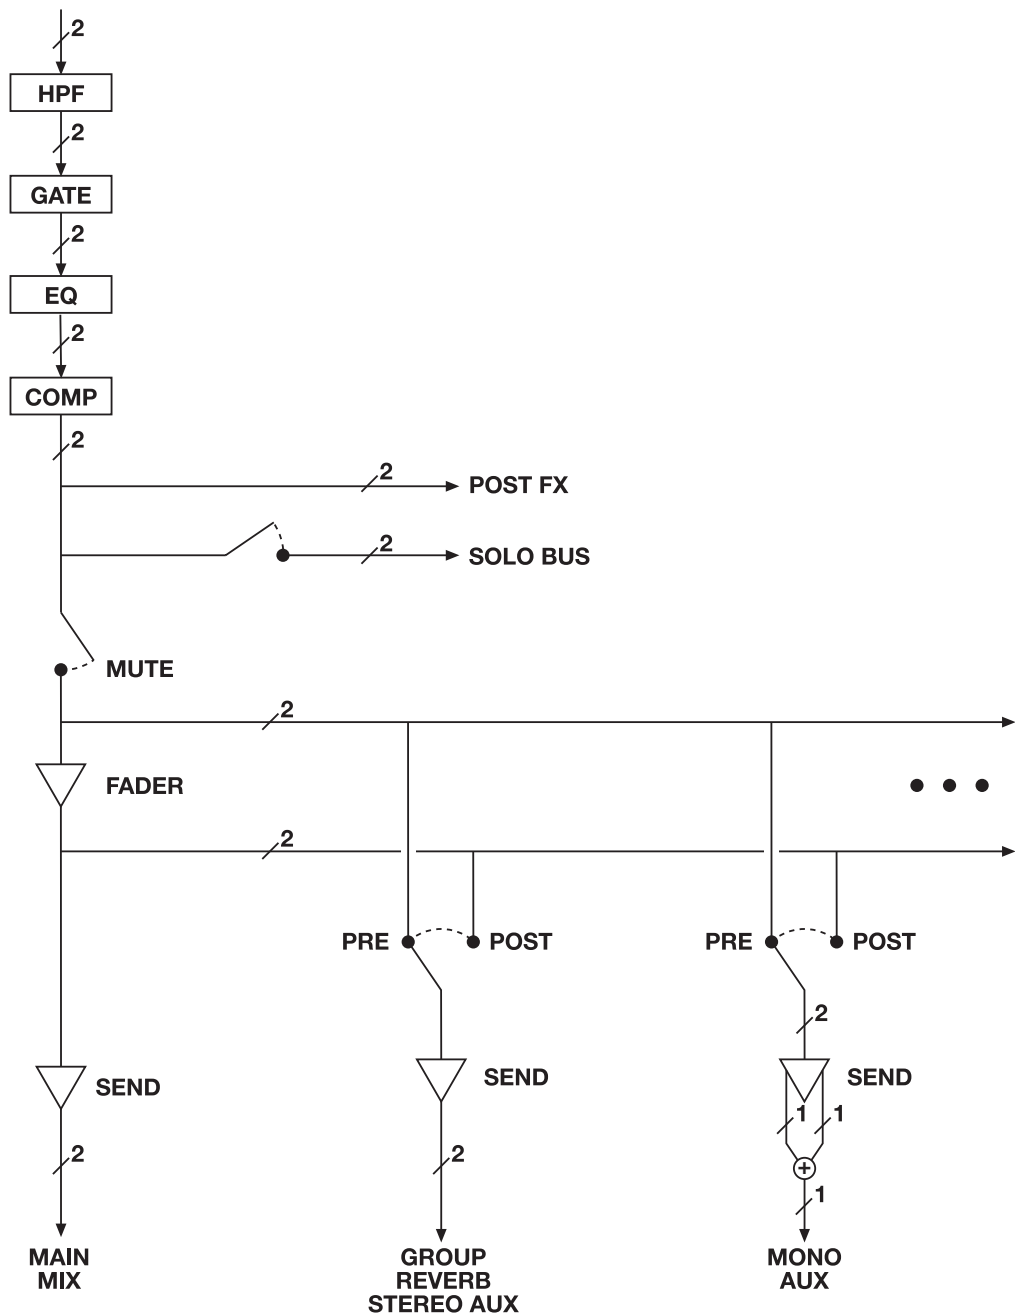 2
HPF
2
GATE
2
EQ
2
COMP
2
2
POST FX
2
SOLO BUS
MUTE
2
FADER
2
PRE
POST
PRE
POST
2
SEND
SEND
SEND
1
1
2
2
1
MAIN
MIX
GROUP
REVERB
STEREO AUX
MONO
AUX